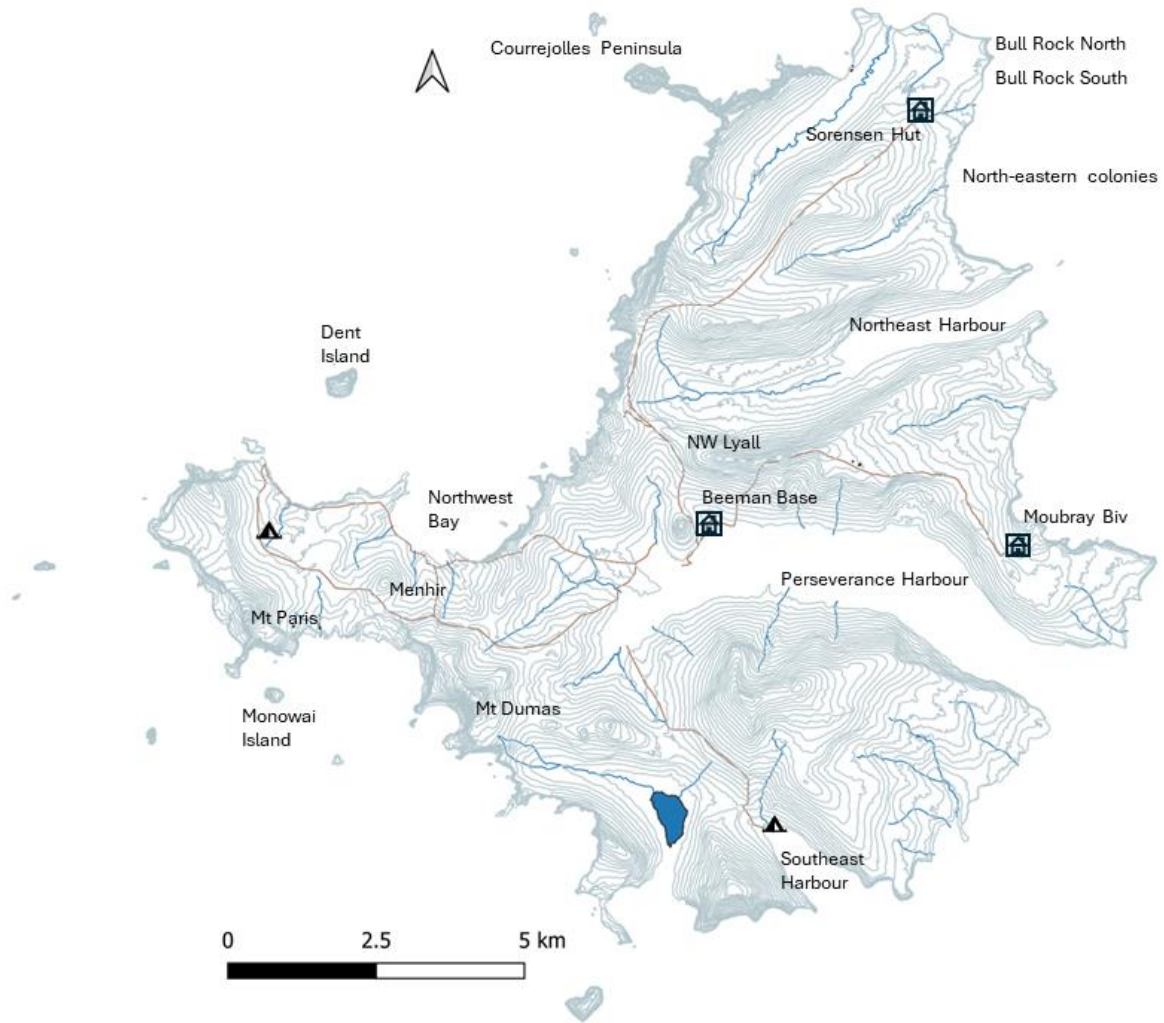 Courrejolles Peninsula
Bull Rock North
Bull Rock South
Sorensen Hut
North-eastern colonies
Northeast Harbour
Dent
Island
NW Lyall
Beeman Base
Northwest
Bay
Moubray Biv
Perseverance Harbour
Menhir
Mt Paris
Mt Dumas
Monowai
Island
Southeast
Harbour
0 2.5 5 km